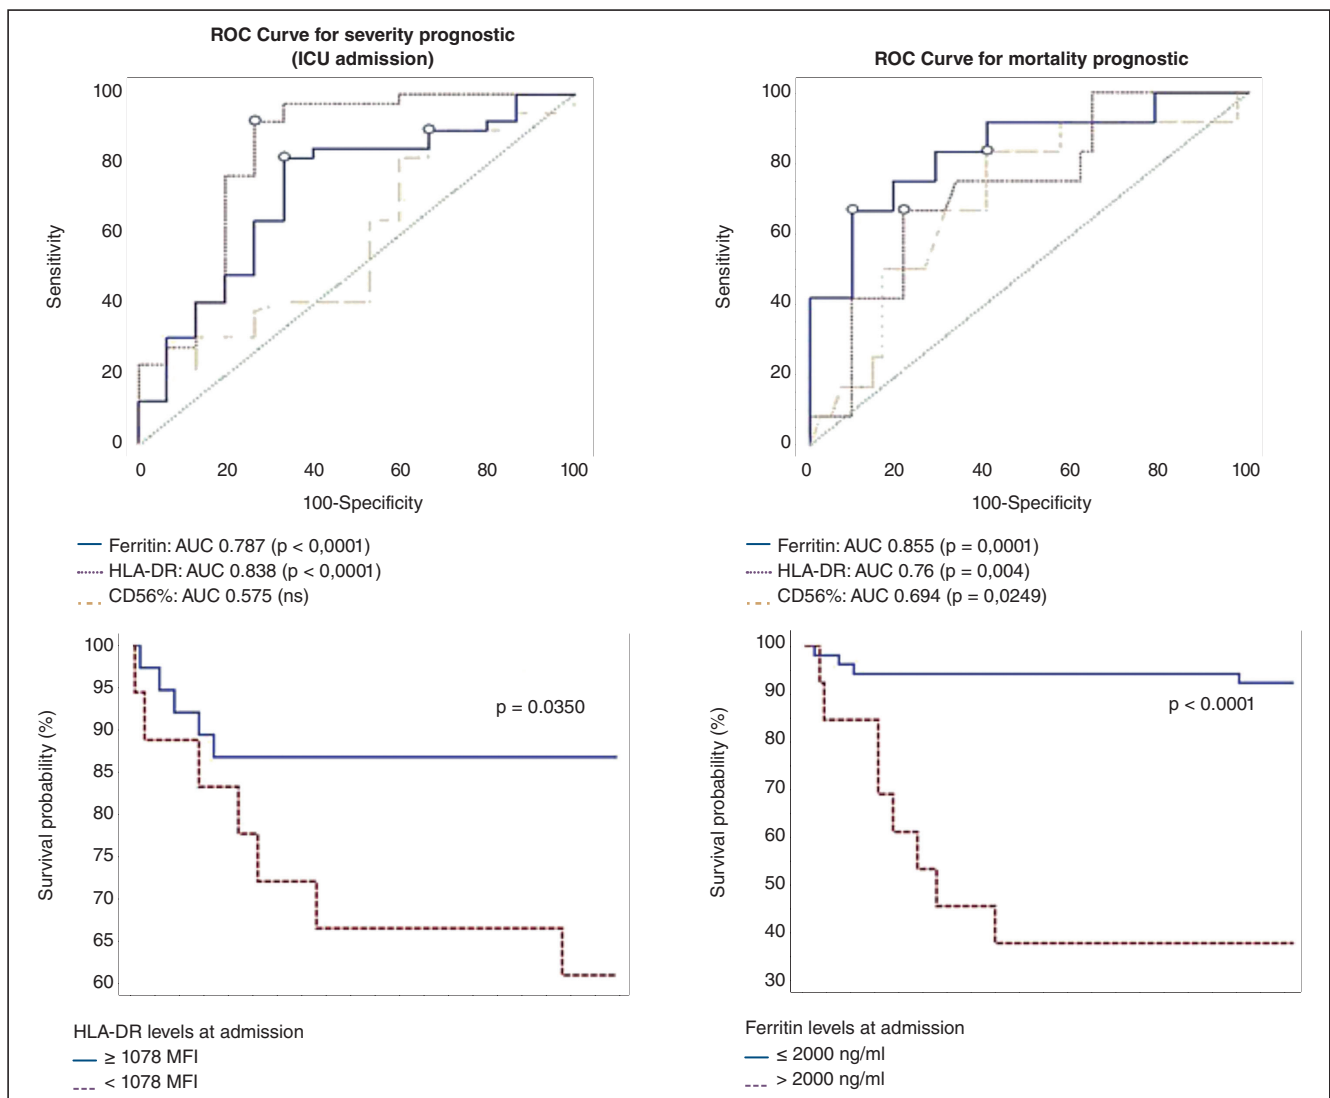 ROC Curve for severity prognostic
(ICU admission)
100
80
60
40
20
0
Sensitivity
0 20 40 60 80 100
100-Specificity
Ferritin: AUC 0.787 (p < 0,0001)
HLA-DR: AUC 0.838 (p < 0,0001)
CD56%: AUC 0.575 (ns)
ROC Curve for mortality prognostic
100
80
60
40
20
0
Sensitivity
0 20 40 60 80 100
100-Specificity
Ferritin: AUC 0.855 (p = 0,0001)
HLA-DR: AUC 0.76 (p = 0,004)
CD56%: AUC 0.694 (p = 0,0249)
100
95
90
85
80
75
70
65
60
Survival probability (%)
p = 0.0350
HLA-DR levels at admission
≥ 1078 MFI
< 1078 MFI
100
90
80
70
60
50
40
30
Survival probability (%)
p < 0.0001
Ferritin levels at admission
≤ 2000 ng/ml
> 2000 ng/ml